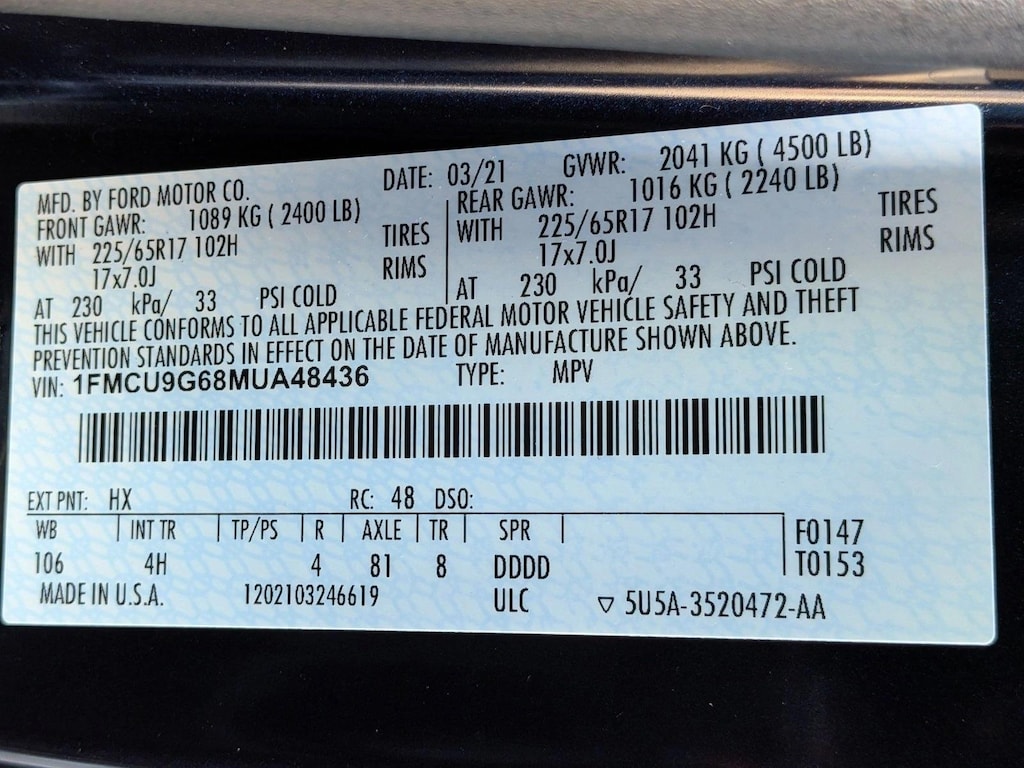 MFD. BY FORD MOTOR CO. DATE: 03/21 GVWR: 2041 KG ( 4500 LB)
FRONT GAWR: 1089 KG ( 2400 LB) REAR GAWR: 1016 KG ( 2240 LB)
WITH 225/65R17 102H TIRES WITH 225/65R17 102H TIRES
17x7.0J RIMS 17x7.0J RIMS
AT 230 kPa/ 33 PSI COLD AT 230 kPa/ 33 PSI COLD
THIS VEHICLE CONFORMS TO ALL APPLICABLE FEDERAL MOTOR VEHICLE SAFETY AND THEFT
PREVENTION STANDARDS IN EFFECT ON THE DATE OF MANUFACTURE SHOWN ABOVE.
VIN: 1FMCU9G68MUA48436 TYPE: MPV
EXT PNT: HX RC: 48 DSO:
WB INT TR TP/PS R AXLE TR SPR F0147
106 4H 4 81 8 DDDD T0153
MADE IN U.S.A. 1202103246619 ULC ▽ 5U5A-3520472-AA